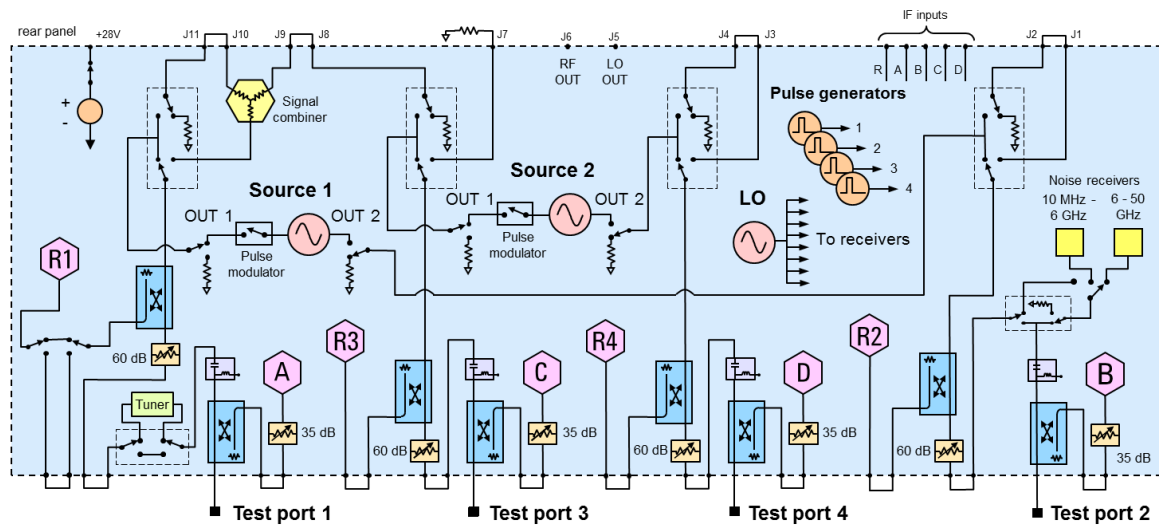 rear panel
+28V
J11
J10
J9
J8
J7
J6
J5
J4
J3
IF inputs
J2
J1
RF
OUT
LO
OUT
R
A
B
C
D
+
-
Signal
combiner
Pulse generators
1
2
3
4
Source 1
Source 2
OUT 1
OUT 2
OUT 1
OUT 2
Pulse
modulator
Pulse
modulator
LO
To receivers
Noise receivers
10 MHz -
6 GHz
6 - 50
GHz
R1
R3
R4
R2
60 dB
A
C
D
B
Tuner
35 dB
60 dB
35 dB
60 dB
35 dB
60 dB
35 dB
Test port 1
Test port 3
Test port 4
Test port 2